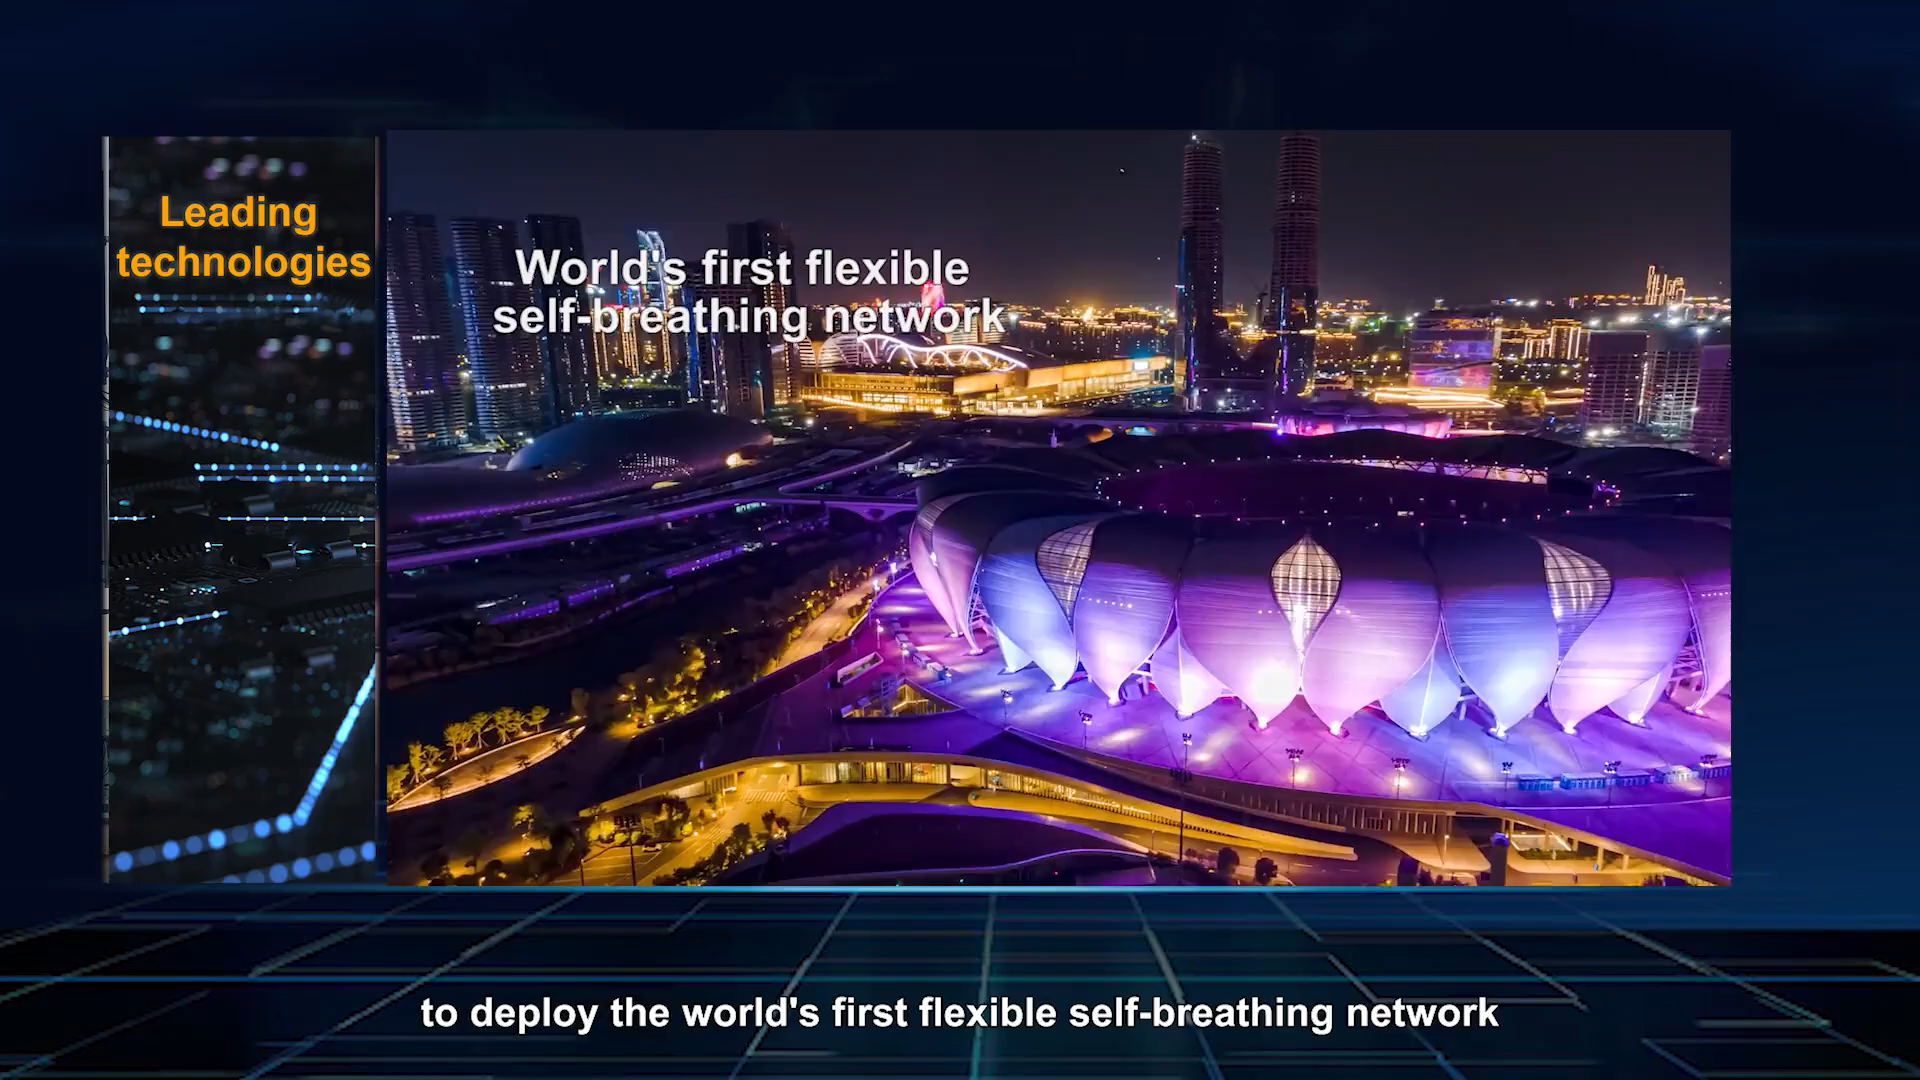 Leading
technologies
World's first flexible
self-breathing network
to deploy the world's first flexible self-breathing network